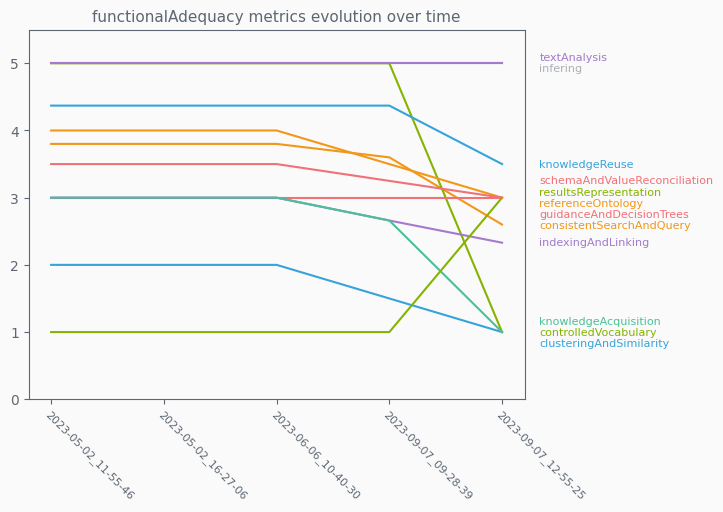 functionalAdequacy metrics evolution over time
5
4
3
2
1
0
textAnalysis
infering
knowledgeReuse
schemaAndValueReconciliation
resultsRepresentation
referenceOntology
guidanceAndDecisionTrees
consistentSearchAndQuery
indexingAndLinking
knowledgeAcquisition
controlledVocabulary
clusteringAndSimilarity
2023-05-02_11-55-46
2023-05-02_16-27-06
2023-06-06_10-40-30
2023-09-07_09-28-39
2023-09-07_12-55-25